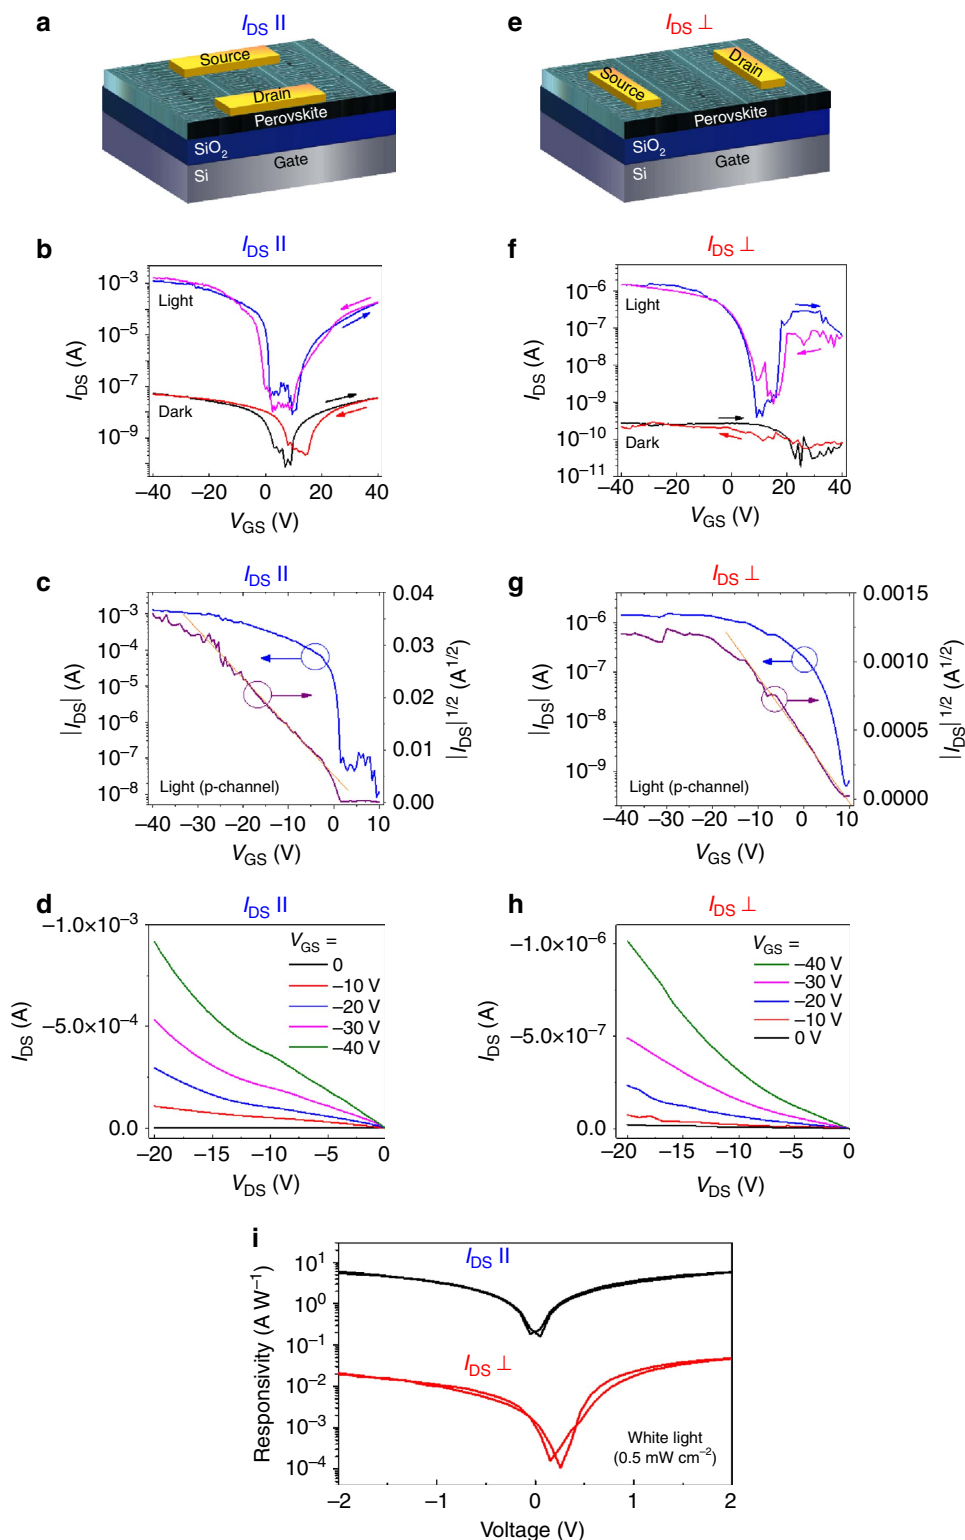 a
I_DS ||
Source
Drain
Perovskite
SiO₂
Si
Gate
e
I_DS ⊥
Source
Drain
Perovskite
SiO₂
Si
Gate
b
I_DS ||
I_DS (A)
10⁻³
10⁻⁵
10⁻⁷
10⁻⁹
Light
Dark
−40 −20 0 20 40
V_GS (V)
f
I_DS ⊥
I_DS (A)
10⁻⁶
10⁻⁷
10⁻⁸
10⁻⁹
10⁻¹⁰
10⁻¹¹
Light
Dark
−40 −20 0 20 40
V_GS (V)
c
I_DS ||
|I_DS| (A)
10⁻³
10⁻⁴
10⁻⁵
10⁻⁶
10⁻⁷
10⁻⁸
0.04
0.03
0.02
0.01
0.00
|I_DS|^1/2 (A^1/2)
Light (p-channel)
−40 −30 −20 −10 0 10
V_GS (V)
g
I_DS ⊥
|I_DS| (A)
10⁻⁶
10⁻⁷
10⁻⁸
10⁻⁹
0.0015
0.0010
0.0005
0.0000
|I_DS|^1/2 (A^1/2)
Light (p-channel)
−40 −30 −20 −10 0 10
V_GS (V)
d
I_DS ||
I_DS (A)
−1.0×10⁻³
−5.0×10⁻⁴
0.0
V_GS =
0
−10 V
−20 V
−30 V
−40 V
−20 −15 −10 −5 0
V_DS (V)
h
I_DS ⊥
I_DS (A)
−1.0×10⁻⁶
−5.0×10⁻⁷
0.0
V_GS =
−40 V
−30 V
−20 V
−10 V
0 V
−20 −15 −10 −5 0
V_DS (V)
i
I_DS ||
I_DS ⊥
Responsivity (A W⁻¹)
10¹
10⁰
10⁻¹
10⁻²
10⁻³
10⁻⁴
White light
(0.5 mW cm⁻²)
−2 −1 0 1 2
Voltage (V)